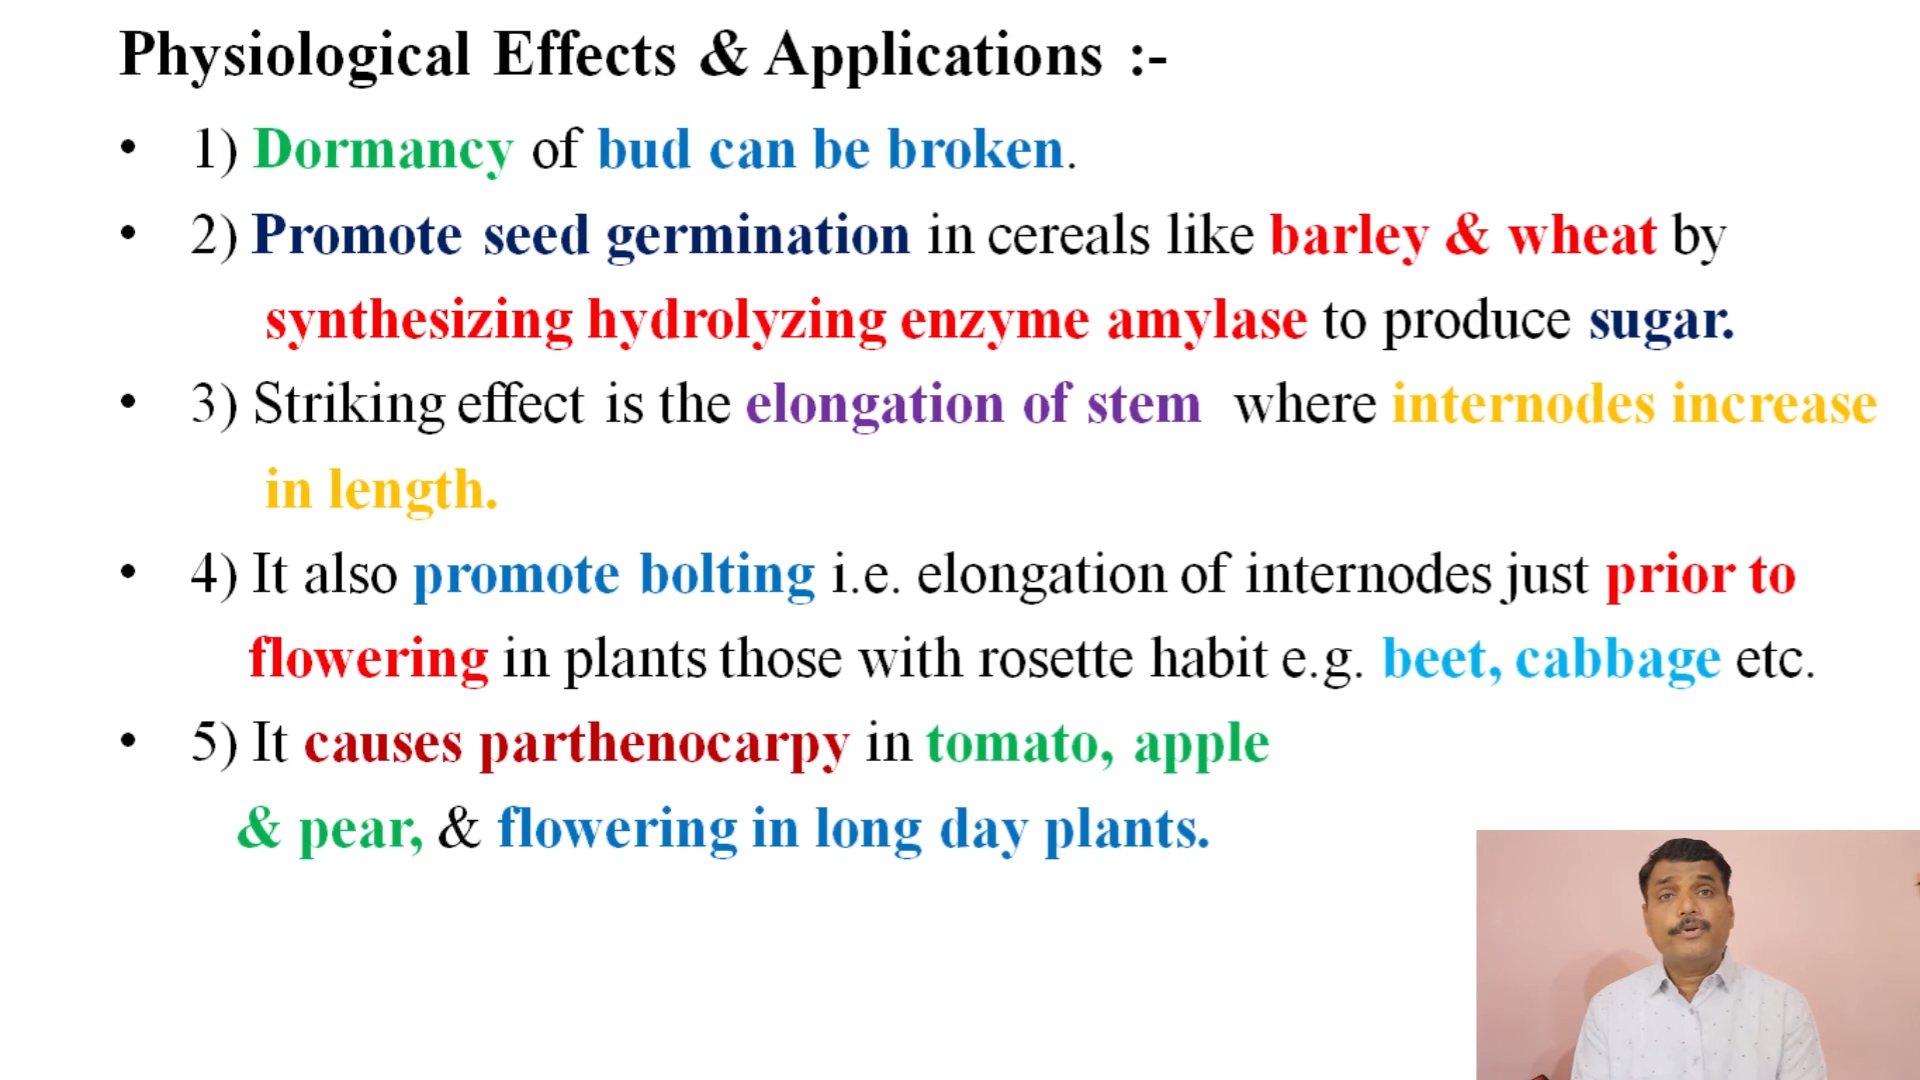 Physiological Effects & Applications :-
• 1) Dormancy of bud can be broken.
• 2) Promote seed germination in cereals like barley & wheat by
synthesizing hydrolyzing enzyme amylase to produce sugar.
• 3) Striking effect is the elongation of stem where internodes increase
in length.
• 4) It also promote bolting i.e. elongation of internodes just prior to
flowering in plants those with rosette habit e.g. beet, cabbage etc.
• 5) It causes parthenocarpy in tomato, apple
& pear, & flowering in long day plants.